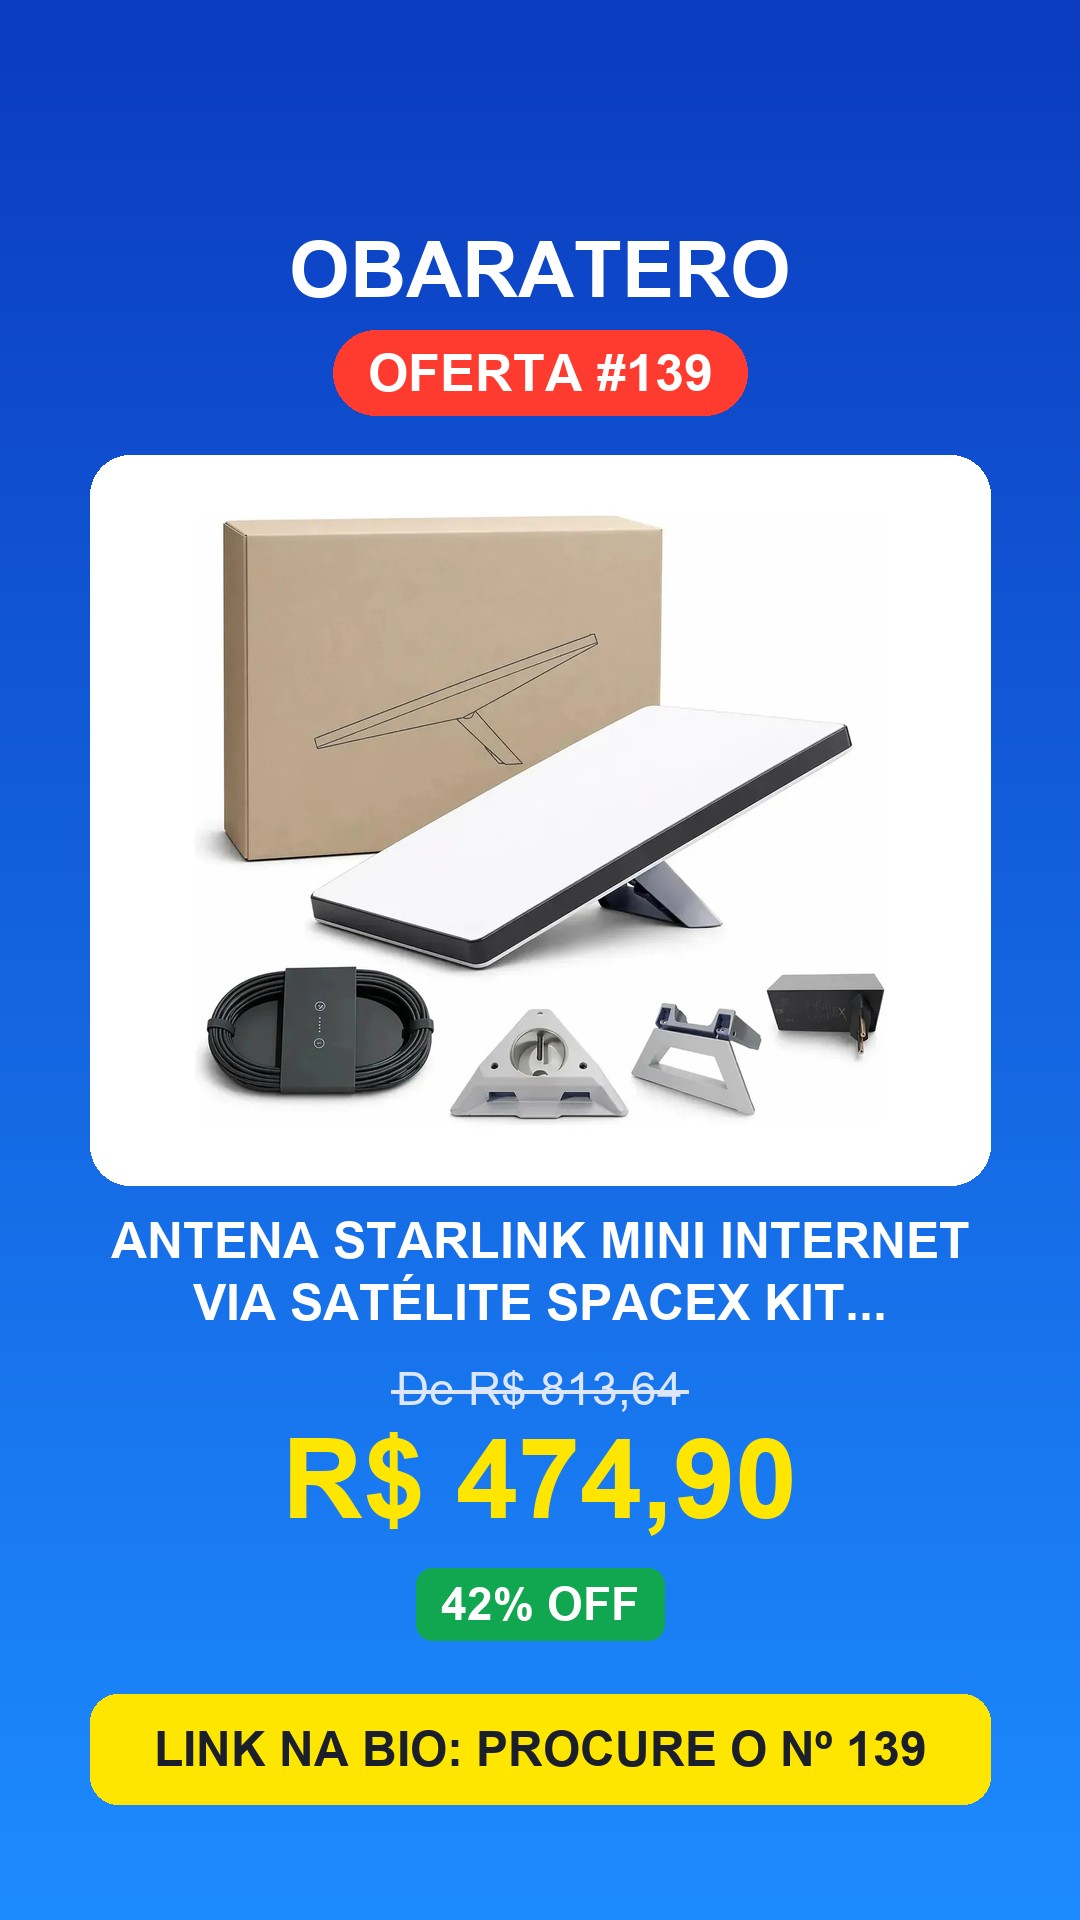 OBARATERO
OFERTA #139
ANTENA STARLINK MINI INTERNET
VIA SATÉLITE SPACEX KIT...
De R$ 813,64
R$ 474,90
42% OFF
LINK NA BIO: PROCURE O Nº 139